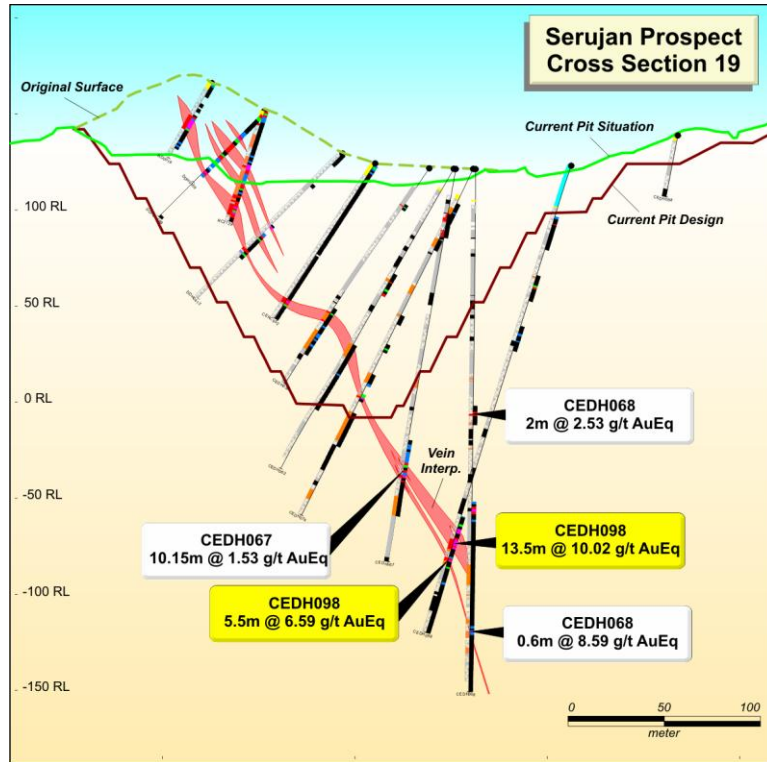 Serujan Prospect
Cross Section 19
Original Surface
Current Pit Situation
Current Pit Design
100 RL
50 RL
0 RL
-50 RL
-100 RL
-150 RL
CEDH068
2m @ 2.53 g/t AuEq
Vein
Interp.
CEDH067
10.15m @ 1.53 g/t AuEq
CEDH098
13.5m @ 10.02 g/t AuEq
CEDH098
5.5m @ 6.59 g/t AuEq
CEDH068
0.6m @ 8.59 g/t AuEq
0 50 100
meter